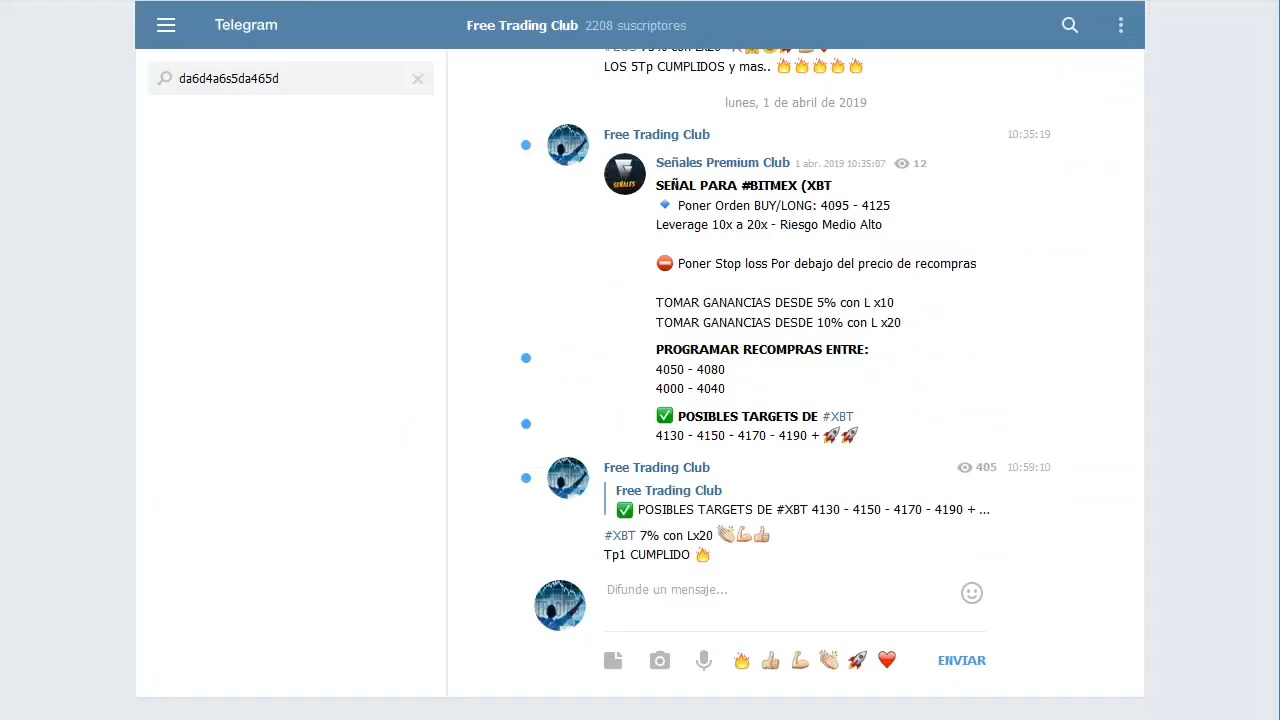 Telegram
Free Trading Club 2208 suscriptores
da6d4a6s5da465d
LOS 5Tp CUMPLIDOS y mas.. 🔥🔥🔥🔥🔥
lunes, 1 de abril de 2019
Free Trading Club 10:35:19
Señales Premium Club 1 abr. 2019 10:35:07 12
SEÑALES
SEÑAL PARA #BITMEX (XBT
🔹 Poner Orden BUY/LONG: 4095 - 4125
Leverage 10x a 20x - Riesgo Medio Alto
⛔ Poner Stop loss Por debajo del precio de recompras
TOMAR GANANCIAS DESDE 5% con L x10
TOMAR GANANCIAS DESDE 10% con L x20
PROGRAMAR RECOMPRAS ENTRE:
4050 - 4080
4000 - 4040
✅ POSIBLES TARGETS DE #XBT
4130 - 4150 - 4170 - 4190 + 🚀🚀
Free Trading Club 405 10:59:10
Free Trading Club
✅ POSIBLES TARGETS DE #XBT 4130 - 4150 - 4170 - 4190 + ...
#XBT 7% con Lx20 👏🏼💪🏼👍🏼
Tp1 CUMPLIDO 🔥
Difunde un mensaje...
🔥👍🏼💪🏼👏🏼🚀❤️ ENVIAR